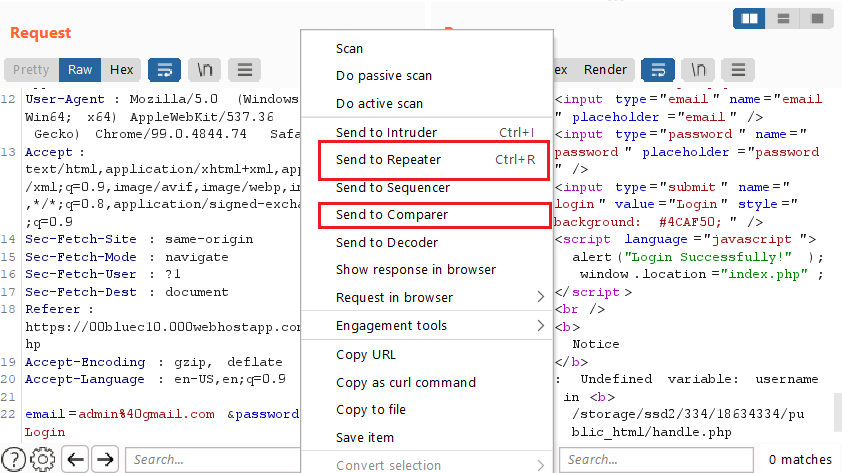 Request
Pretty Raw Hex \n
12 User-Agent : Mozilla/5.0 (Windows
Win64; x64) AppleWebKit/537.36
Gecko) Chrome/99.0.4844.74 Safa
13 Accept :
text/html,application/xhtml+xml,app
/xml;q=0.9,image/avif,image/webp,im
,*/*;q=0.8,application/signed-excha
;q=0.9
14 Sec-Fetch-Site : same-origin
15 Sec-Fetch-Mode : navigate
16 Sec-Fetch-User : ?1
17 Sec-Fetch-Dest : document
18 Referer :
https://00bluec10.000webhostapp.com
hp
19 Accept-Encoding : gzip, deflate
20 Accept-Language : en-US,en;q=0.9
21
22 email=admin%40gmail.com &password
Login
Search...
Scan
Do passive scan
Do active scan
Send to Intruder Ctrl+I
Send to Repeater Ctrl+R
Send to Sequencer
Send to Comparer
Send to Decoder
Show response in browser
Request in browser
Engagement tools
Copy URL
Copy as curl command
Copy to file
Save item
Convert selection
ex Render \n
<input type="email" name="email
" placeholder ="email" />
<input type="password" name="
password " placeholder ="password
" />
<input type="submit" name="
login" value="Login" style="
background: #4CAF50; " />
<script language="javascript ">
alert("Login Successfully!" );
window .location="index.php" ;
</script>
<br />
<b>
Notice
</b>
: Undefined variable: username
in <b>
/storage/ssd2/334/18634334/pu
blic_html/handle.php
Search...
0 matches